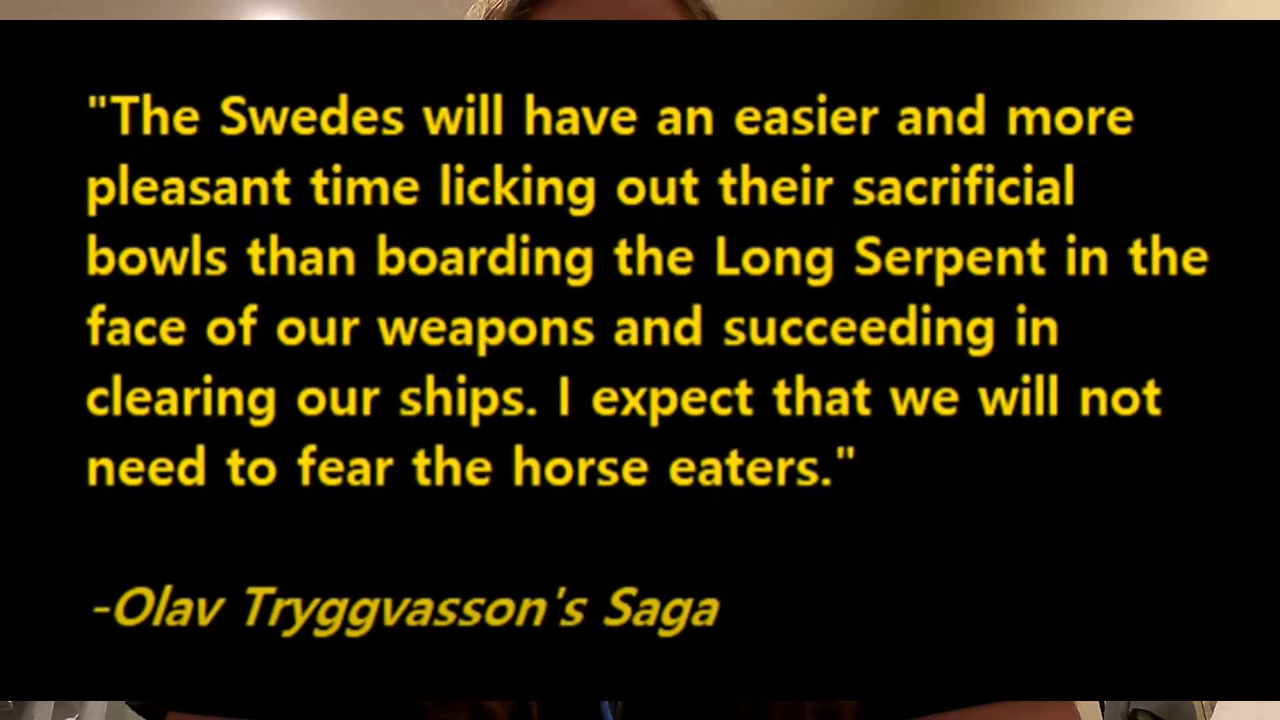 "The Swedes will have an easier and more
pleasant time licking out their sacrificial
bowls than boarding the Long Serpent in the
face of our weapons and succeeding in
clearing our ships. I expect that we will not
need to fear the horse eaters."
-Olav Tryggvasson's Saga